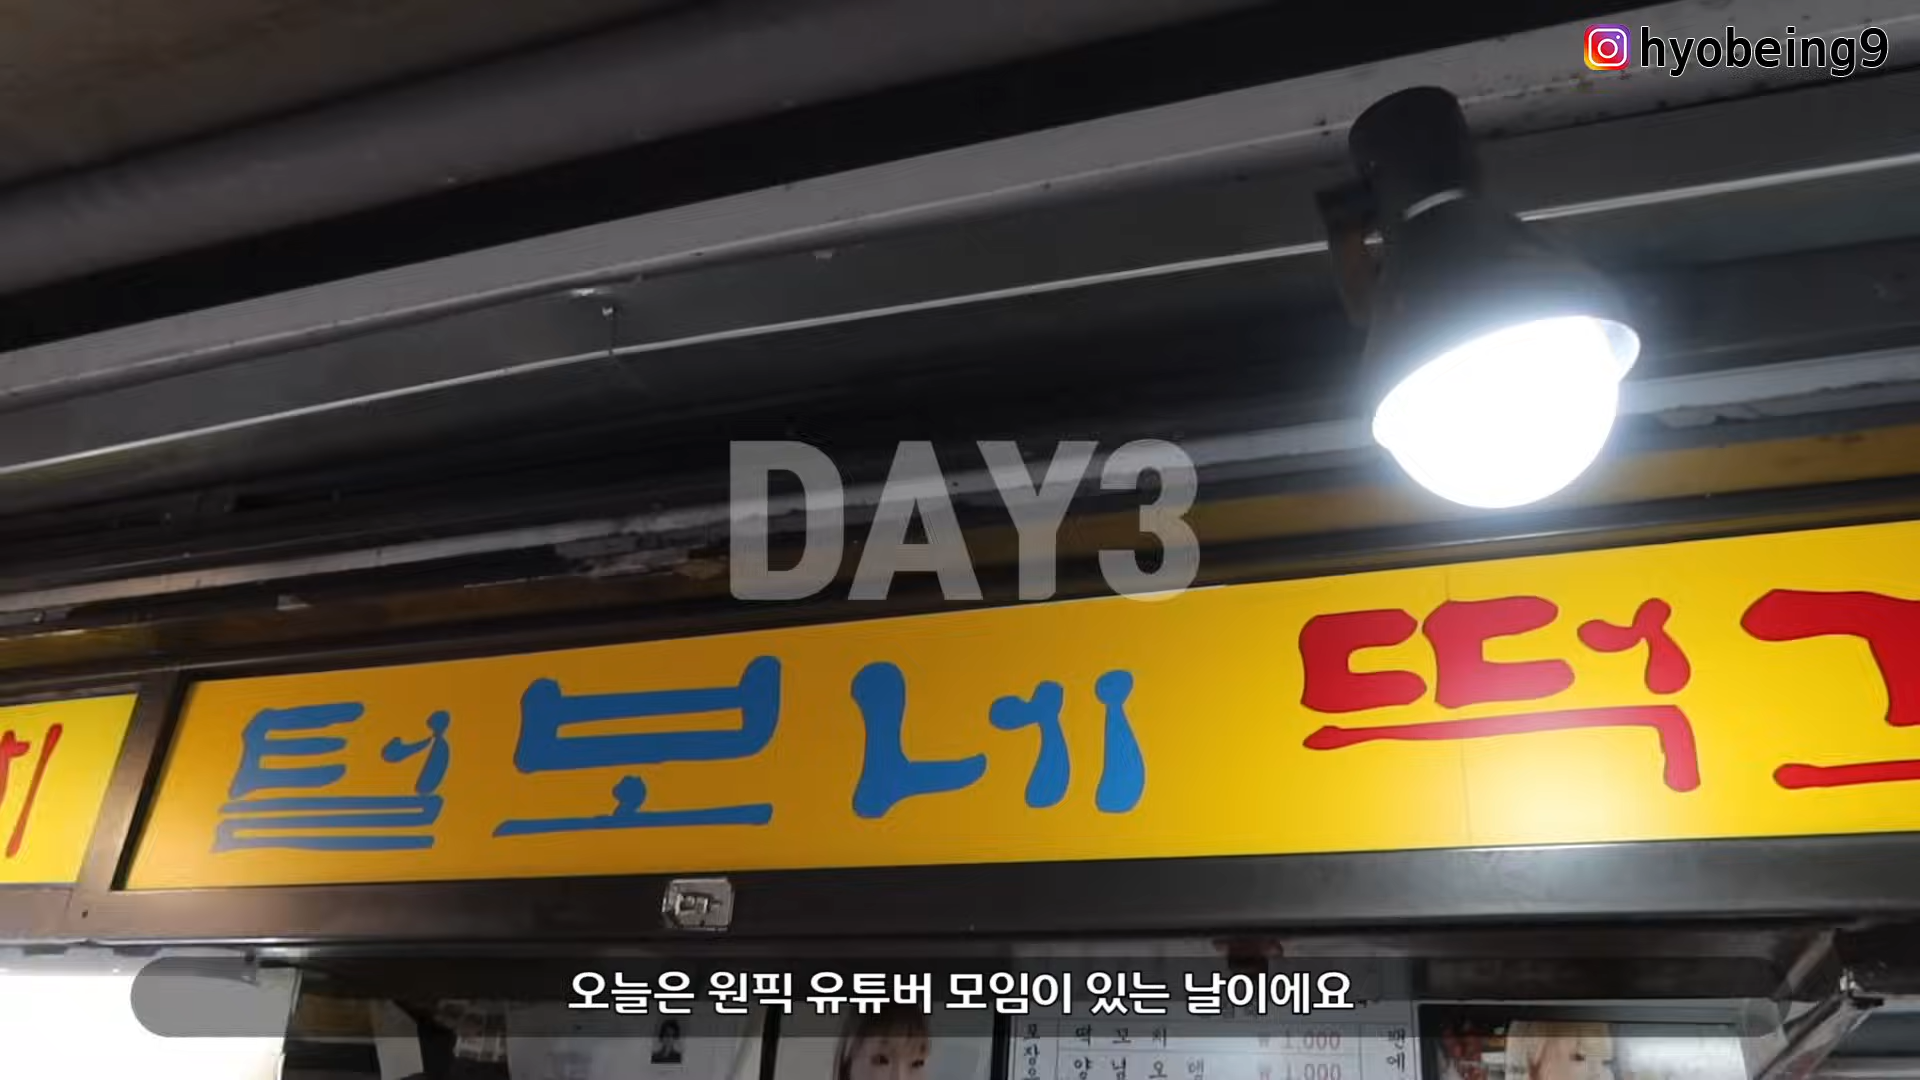 hyobeing9
DAY3
털보네 떡
오늘은 원픽 유튜버 모임이 있는 날이에요
떡꼬치 ₩ 1,000
양념오뎅 ₩ 1,000